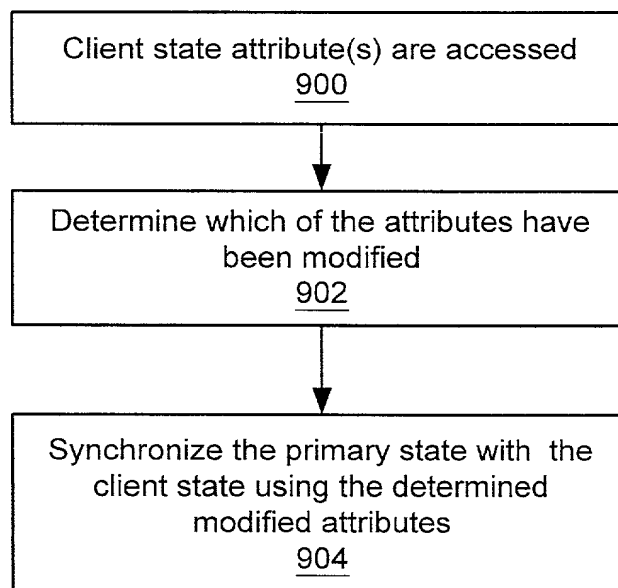 Client state attribute(s) are accessed
900
Determine which of the attributes have
been modified
902
Synchronize the primary state with the
client state using the determined
modified attributes
904